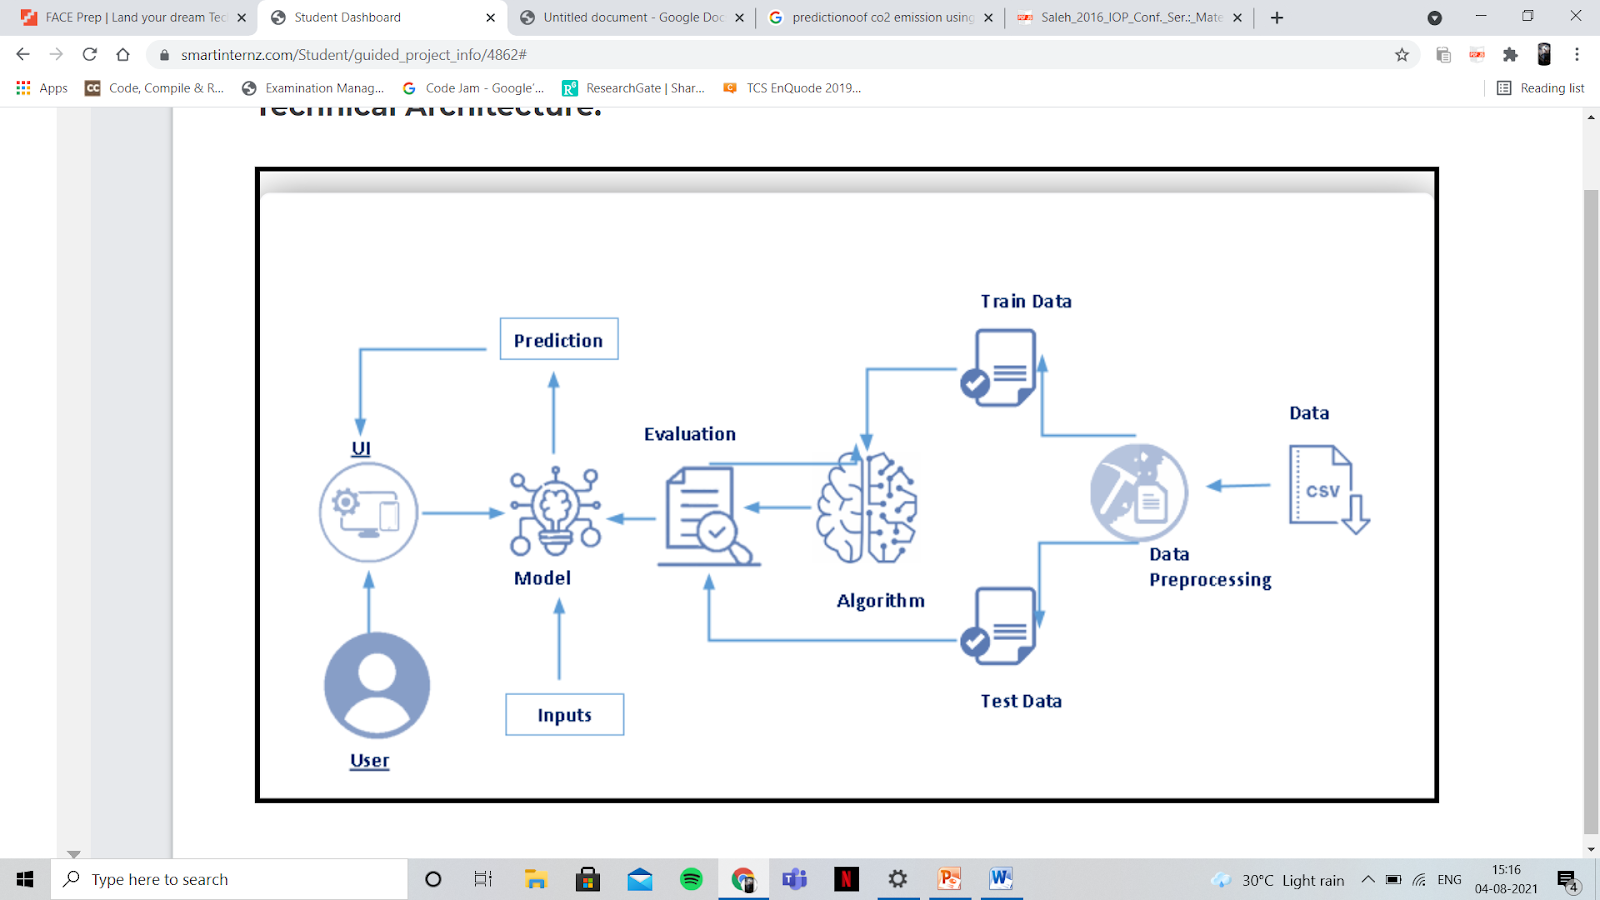 FACE Prep | Land your dream Tec
Student Dashboard
Untitled document - Google Doc
predictionoof co2 emission using
Saleh_2016_IOP_Conf._Ser.:_Mate
smartinternz.com/Student/guided_project_info/4862#
Apps
Code, Compile & R...
Examination Manag...
Code Jam - Google'...
ResearchGate | Shar...
TCS EnQuode 2019...
Reading list
Technical Architecture:
Train Data
Prediction
Data
Evaluation
UI
CSV
Data
Preprocessing
Model
Algorithm
Test Data
Inputs
User
Type here to search
30°C Light rain
ENG
15:16
04-08-2021
4